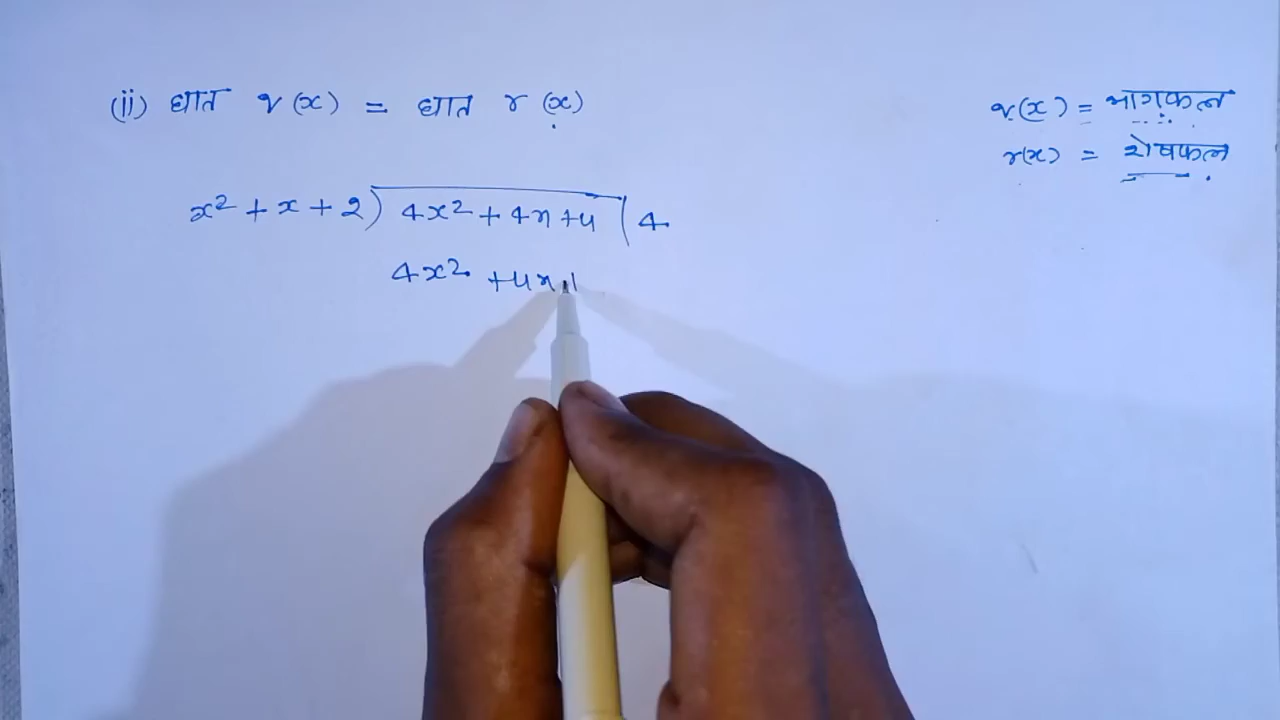 (ii) घात q(x) = घात r(x)
q(x) = भागफल
r(x) = शेषफल
x² + x + 2) 4x² + 4x + 4 ( 4
4x² + 4x +